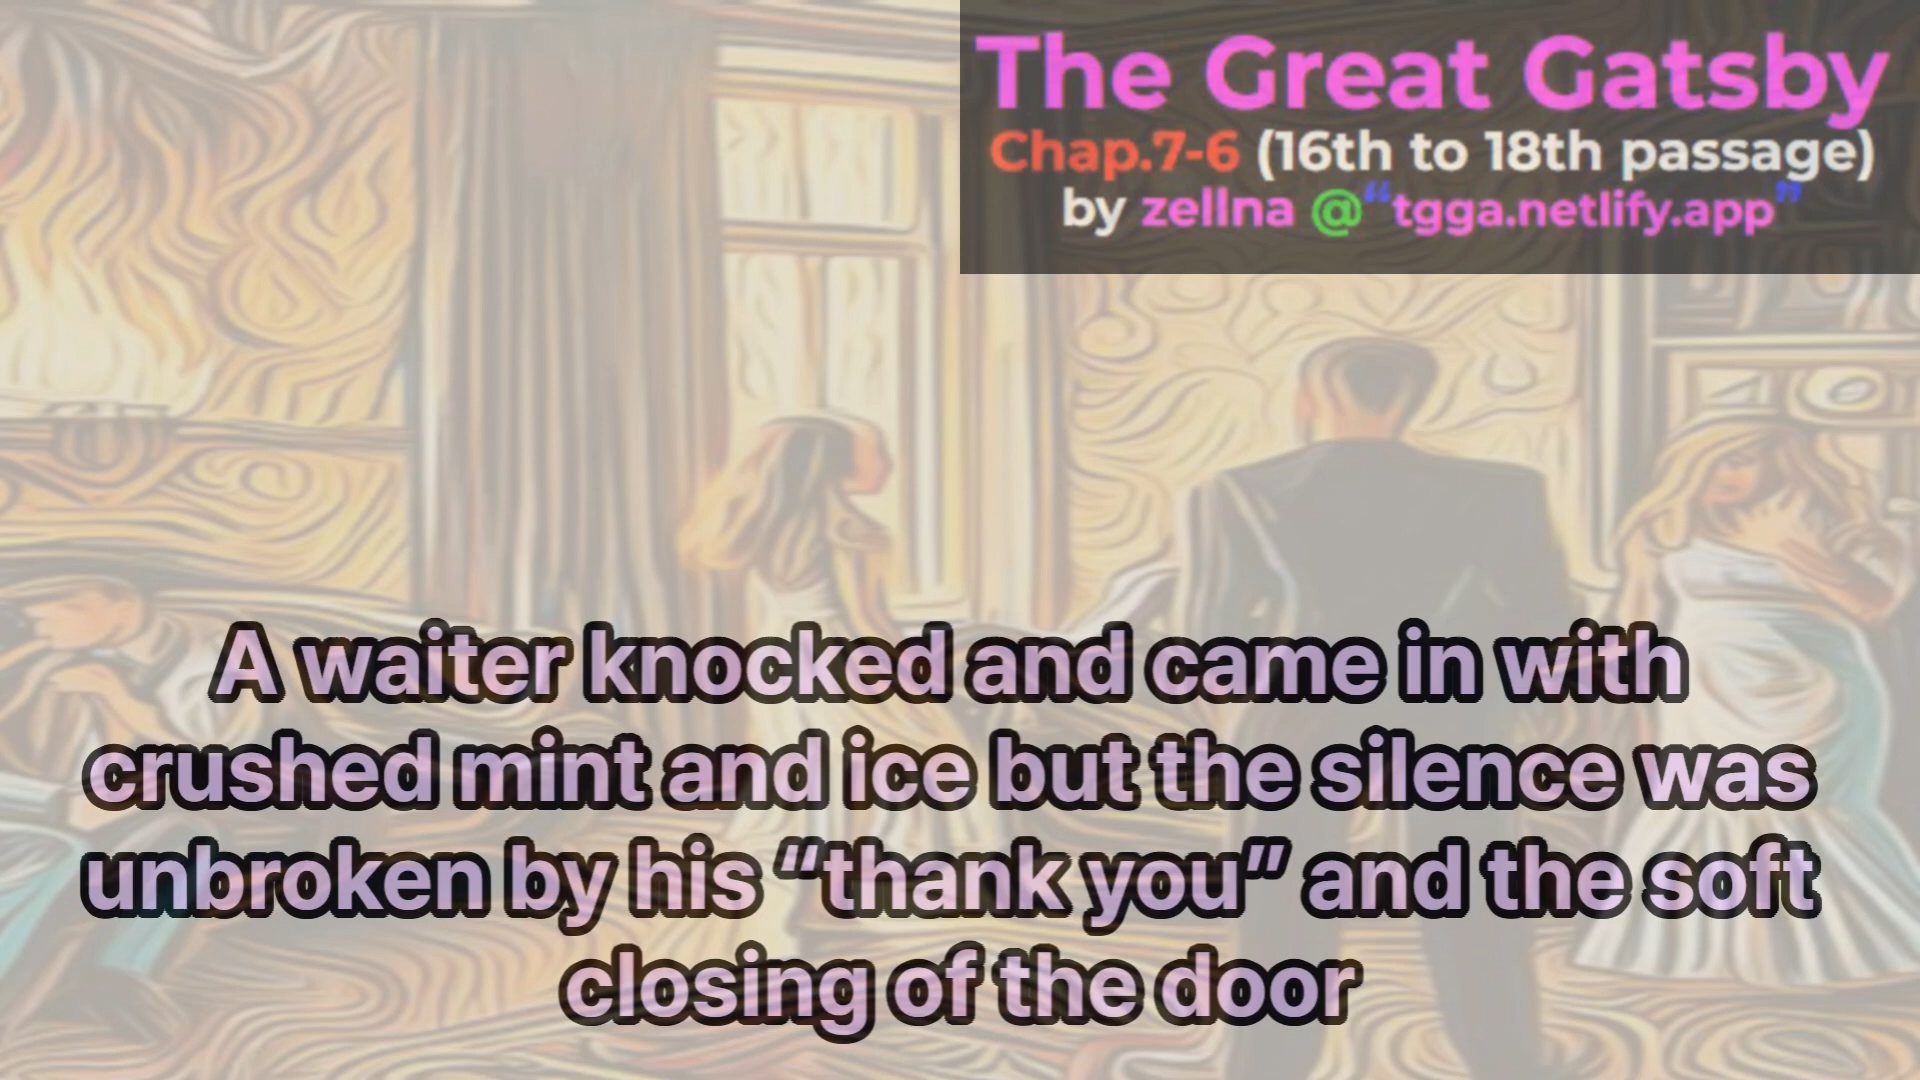 The Great Gatsby
Chap.7-6 (16th to 18th passage)
by zellna @“tgga.netlify.app”
A waiter knocked and came in with
crushed mint and ice but the silence was
unbroken by his “thank you” and the soft
closing of the door